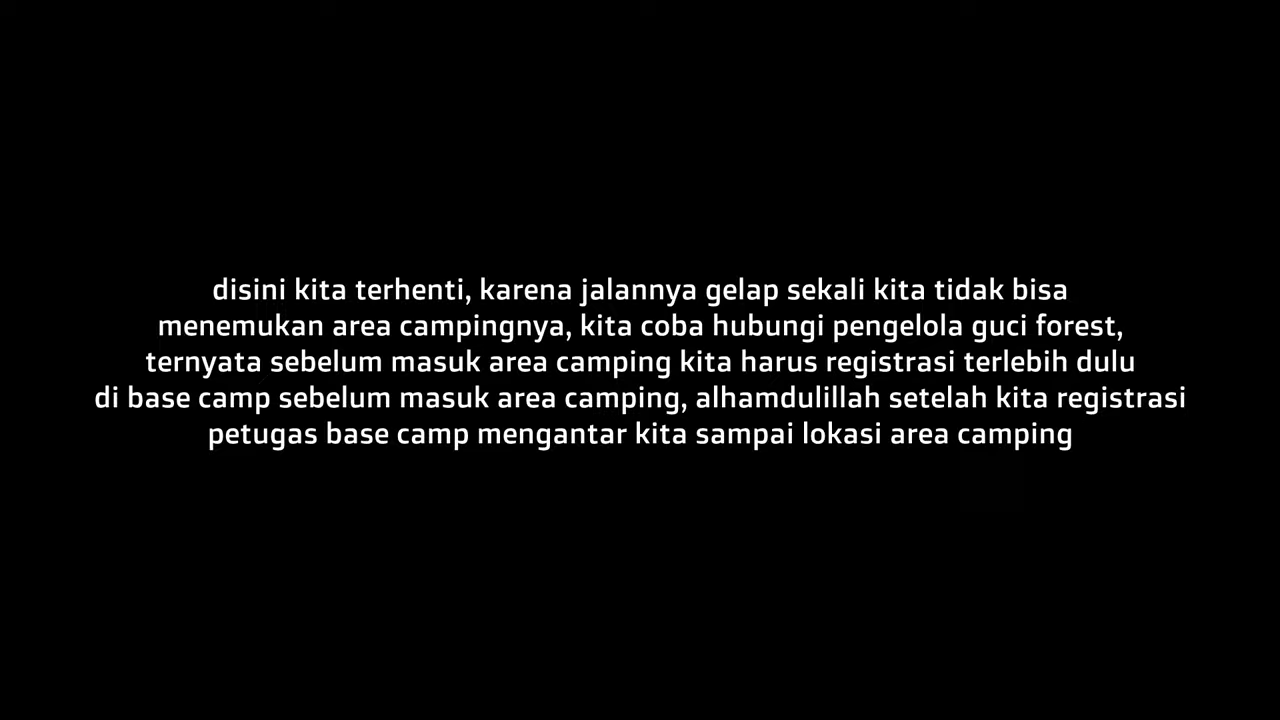 disini kita terhenti, karena jalannya gelap sekali kita tidak bisa
menemukan area campingnya, kita coba hubungi pengelola guci forest,
ternyata sebelum masuk area camping kita harus registrasi terlebih dulu
di base camp sebelum masuk area camping, alhamdulillah setelah kita registrasi
petugas base camp mengantar kita sampai lokasi area camping